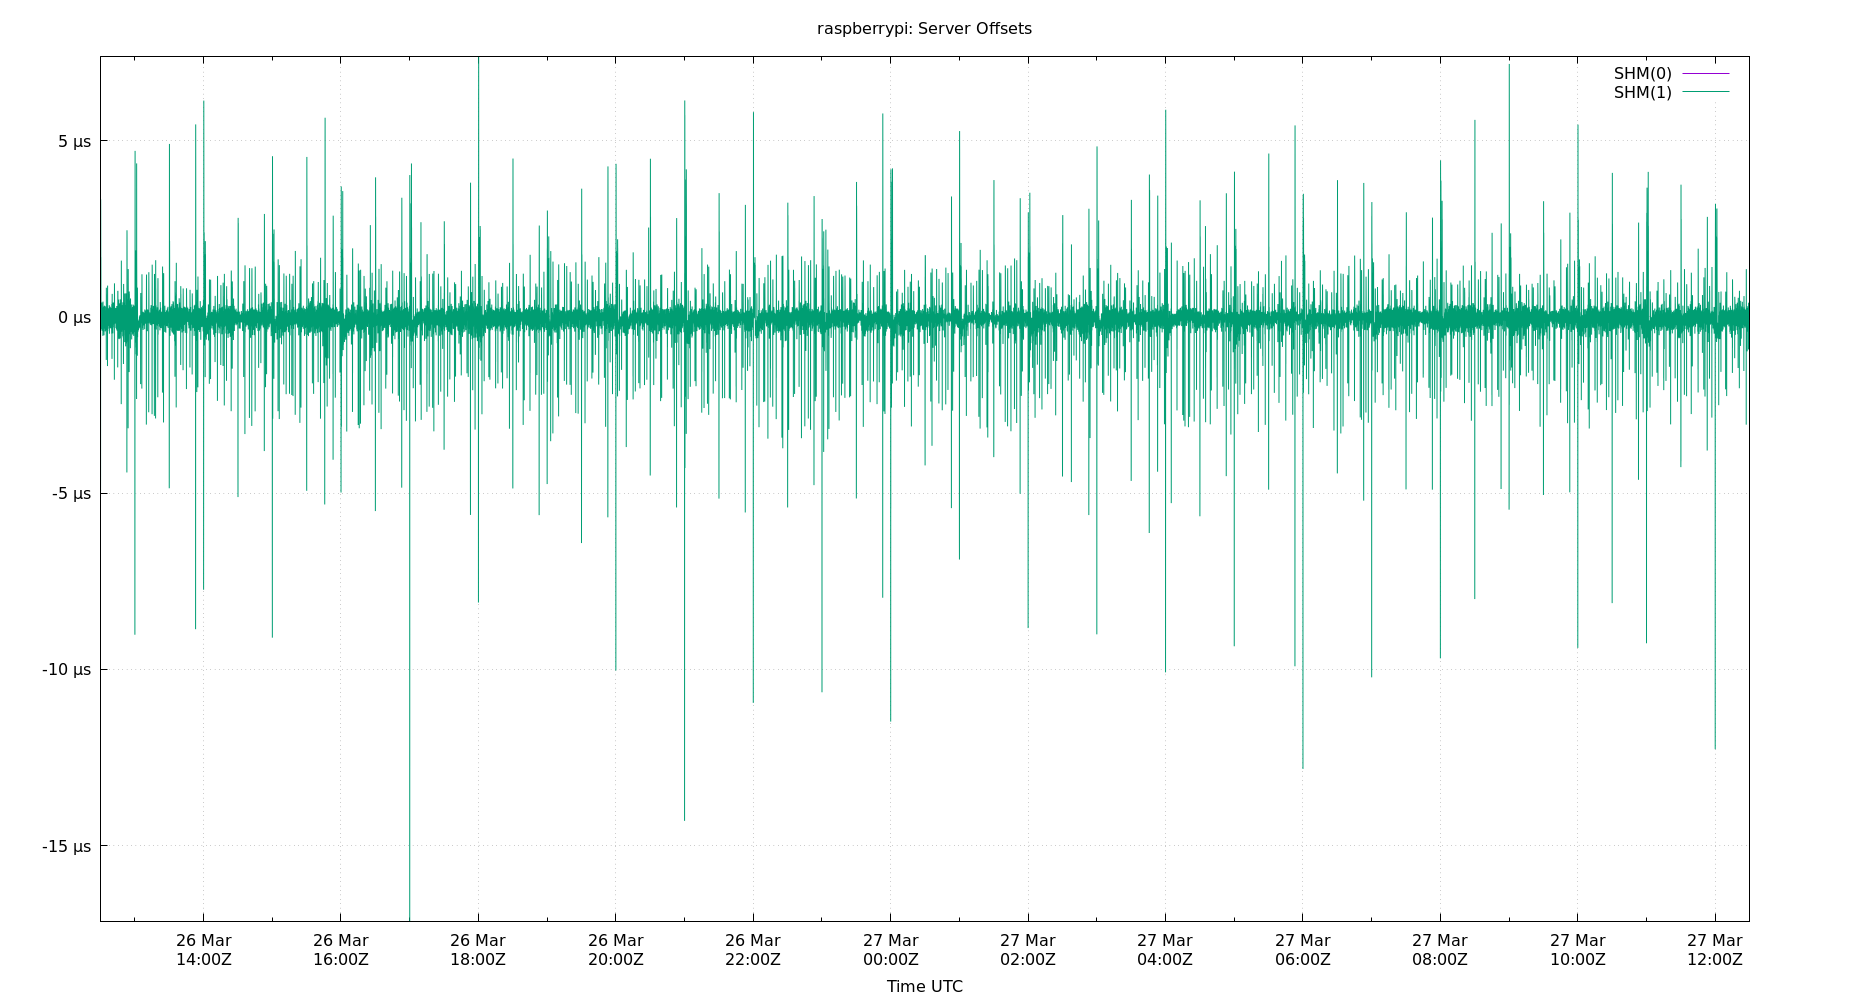 raspberrypi: Server Offsets
SHM(0)
SHM(1)
5 µs
0 µs
-5 µs
-10 µs
-15 µs
26 Mar 26 Mar 26 Mar 26 Mar 26 Mar 27 Mar 27 Mar 27 Mar 27 Mar 27 Mar 27 Mar 27 Mar
14:00Z 16:00Z 18:00Z 20:00Z 22:00Z 00:00Z 02:00Z 04:00Z 06:00Z 08:00Z 10:00Z 12:00Z
Time UTC